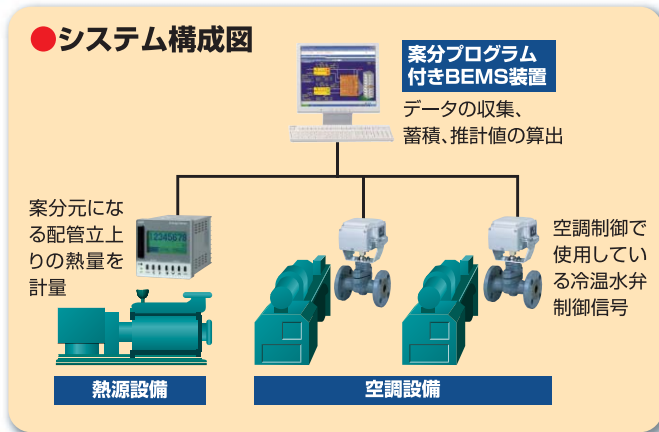 ●システム構成図
案分プログラム
付きBEMS装置
データの収集、
蓄積、推計値の算出
案分元にな
る配管立上
りの熱量を
計量
12345678
空調制御で
使用してい
る冷温水弁
制御信号
熱源設備
空調設備